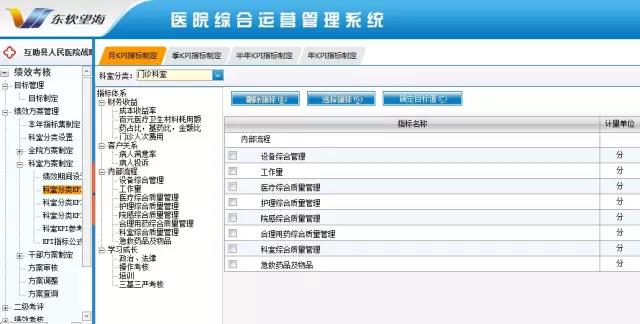 东软望海
医院综合运营管理系统
互助县人民医院战略
月KPI指标制定
季KPI指标制定
半年KPI指标制定
年KPI指标制定
绩效考核
目标管理
目标制定
绩效方案管理
本年指标集制定
科室分类设置
全院方案制定
科室方案制定
绩效期间设
科室分类KPI
科室分类KP
科室分类KP
科室KPI参考
KPI指标公式
干部方案制定
方案审核
方案调整
方案查询
二级考评
绩效考核
科室分类:
门诊科室
指标体系
财务收益
成本收益率
百元医疗卫生材料耗用额
药占比，基药比，金额比
门诊人次费用
客户关系
病人满意率
病人投诉
内部流程
设备综合管理
工作量
医疗综合质量管理
护理综合质量管理
院感综合质量管理
合理用药综合质量管理
科室综合质量管理
急救药品及物品
学习成长
政治、法律
操作考核
培训
三基三严考核
删除指标(D)
选择指标(S)
确定目标值(C)
指标名称
计量单位
内部流程
设备综合管理 分
工作量 分
医疗综合质量管理 分
护理综合质量管理 分
院感综合质量管理 分
合理用药综合质量管理 分
科室综合质量管理 分
急救药品及物品 分